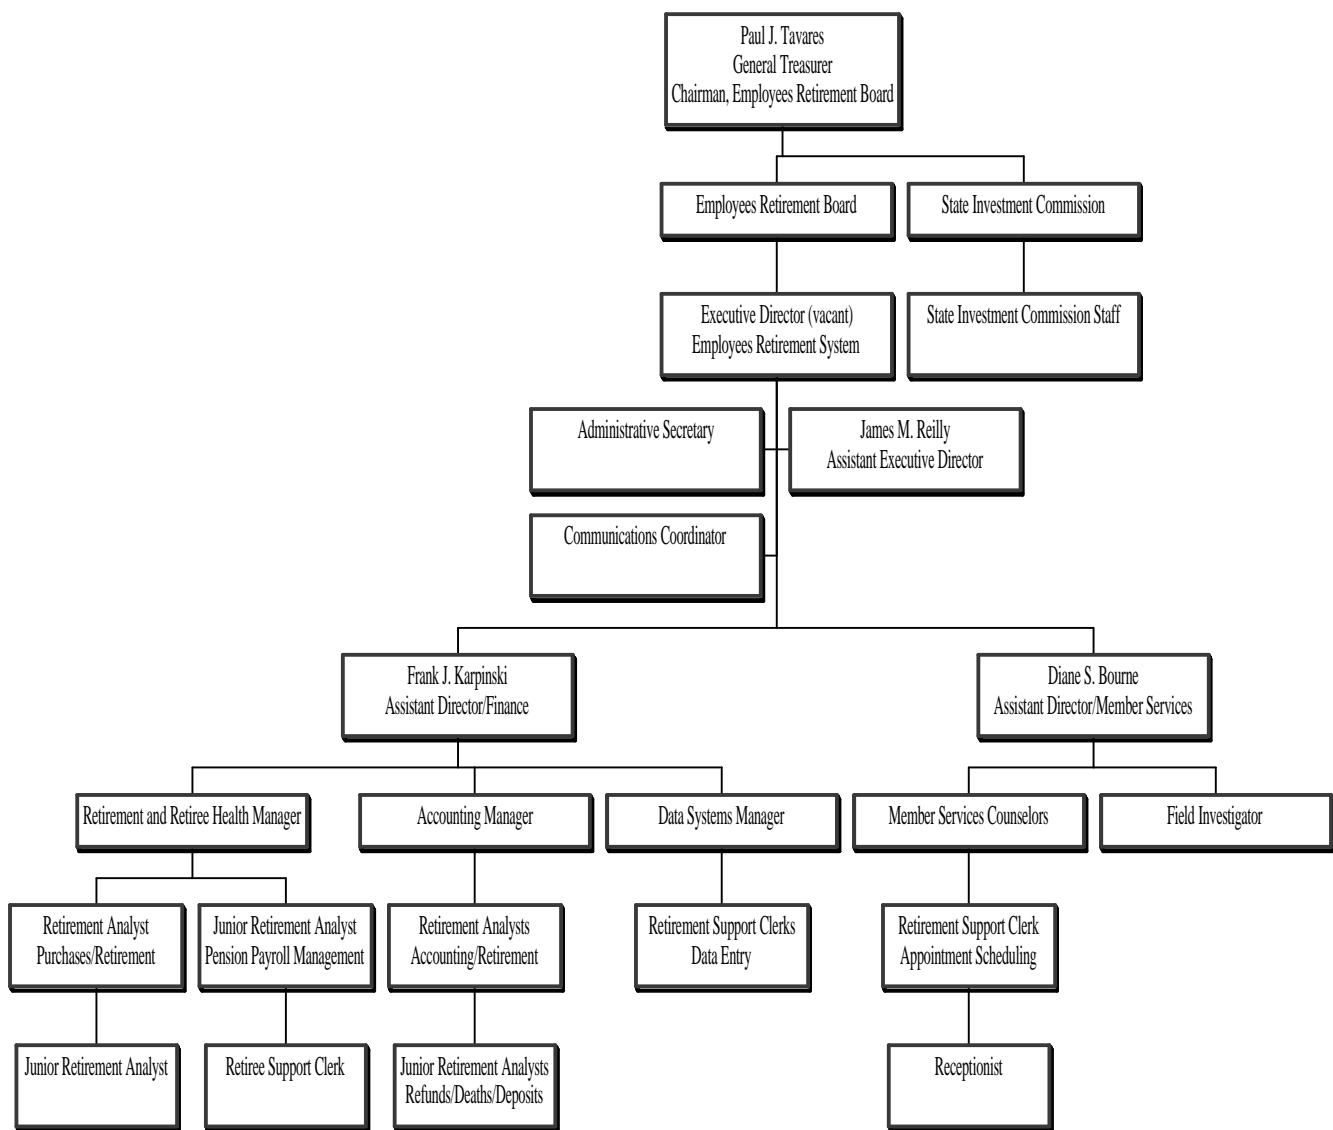 Paul J. Tavares
General Treasurer
Chairman, Employees Retirement Board
Employees Retirement Board
State Investment Commission
Executive Director (vacant)
Employees Retirement System
State Investment Commission Staff
Administrative Secretary
James M. Reilly
Assistant Executive Director
Communications Coordinator
Frank J. Karpinski
Assistant Director/Finance
Diane S. Bourne
Assistant Director/Member Services
Retirement and Retiree Health Manager
Accounting Manager
Data Systems Manager
Member Services Counselors
Field Investigator
Retirement Analyst
Purchases/Retirement
Junior Retirement Analyst
Pension Payroll Management
Retirement Analysts
Accounting/Retirement
Retirement Support Clerks
Data Entry
Retirement Support Clerk
Appointment Scheduling
Junior Retirement Analyst
Retiree Support Clerk
Junior Retirement Analysts
Refunds/Deaths/Deposits
Receptionist